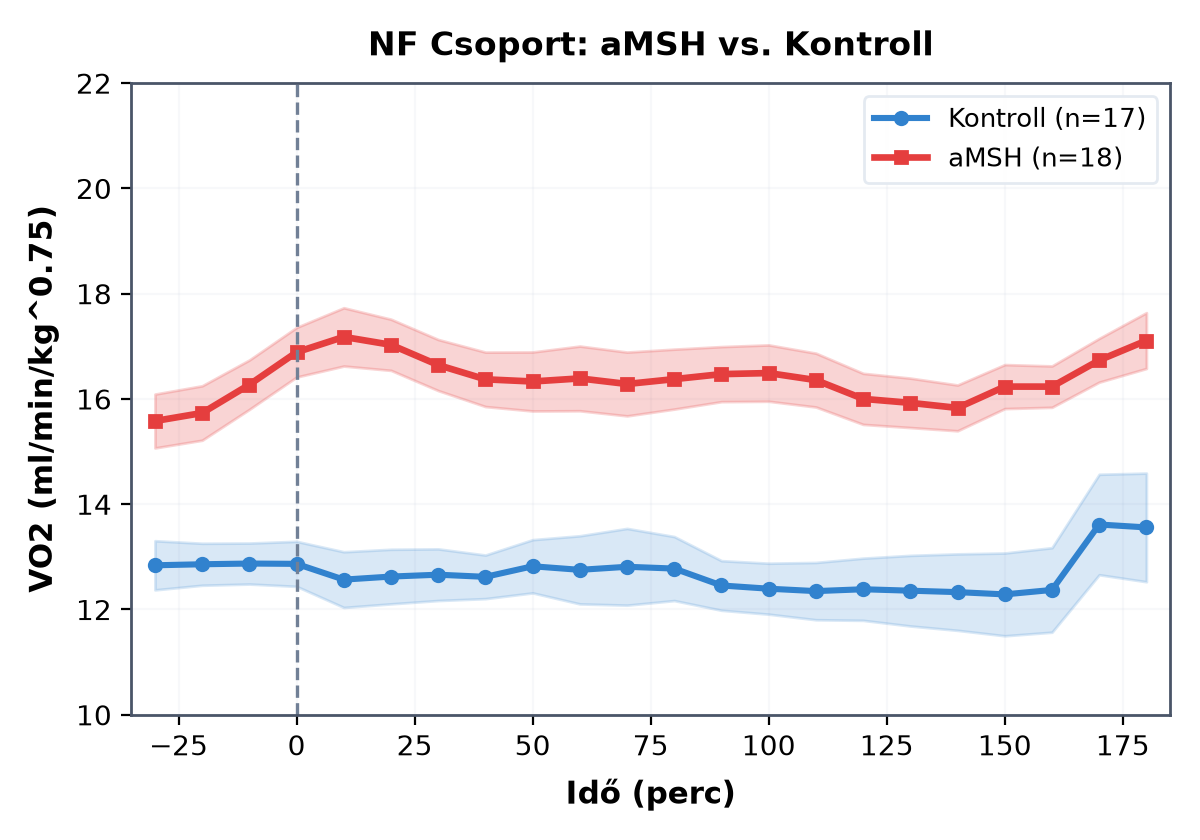 NF Csoport: aMSH vs. Kontroll
22
20
18
16
14
12
10
VO2 (ml/min/kg^0.75)
Kontroll (n=17)
aMSH (n=18)
−25 0 25 50 75 100 125 150 175
Idő (perc)